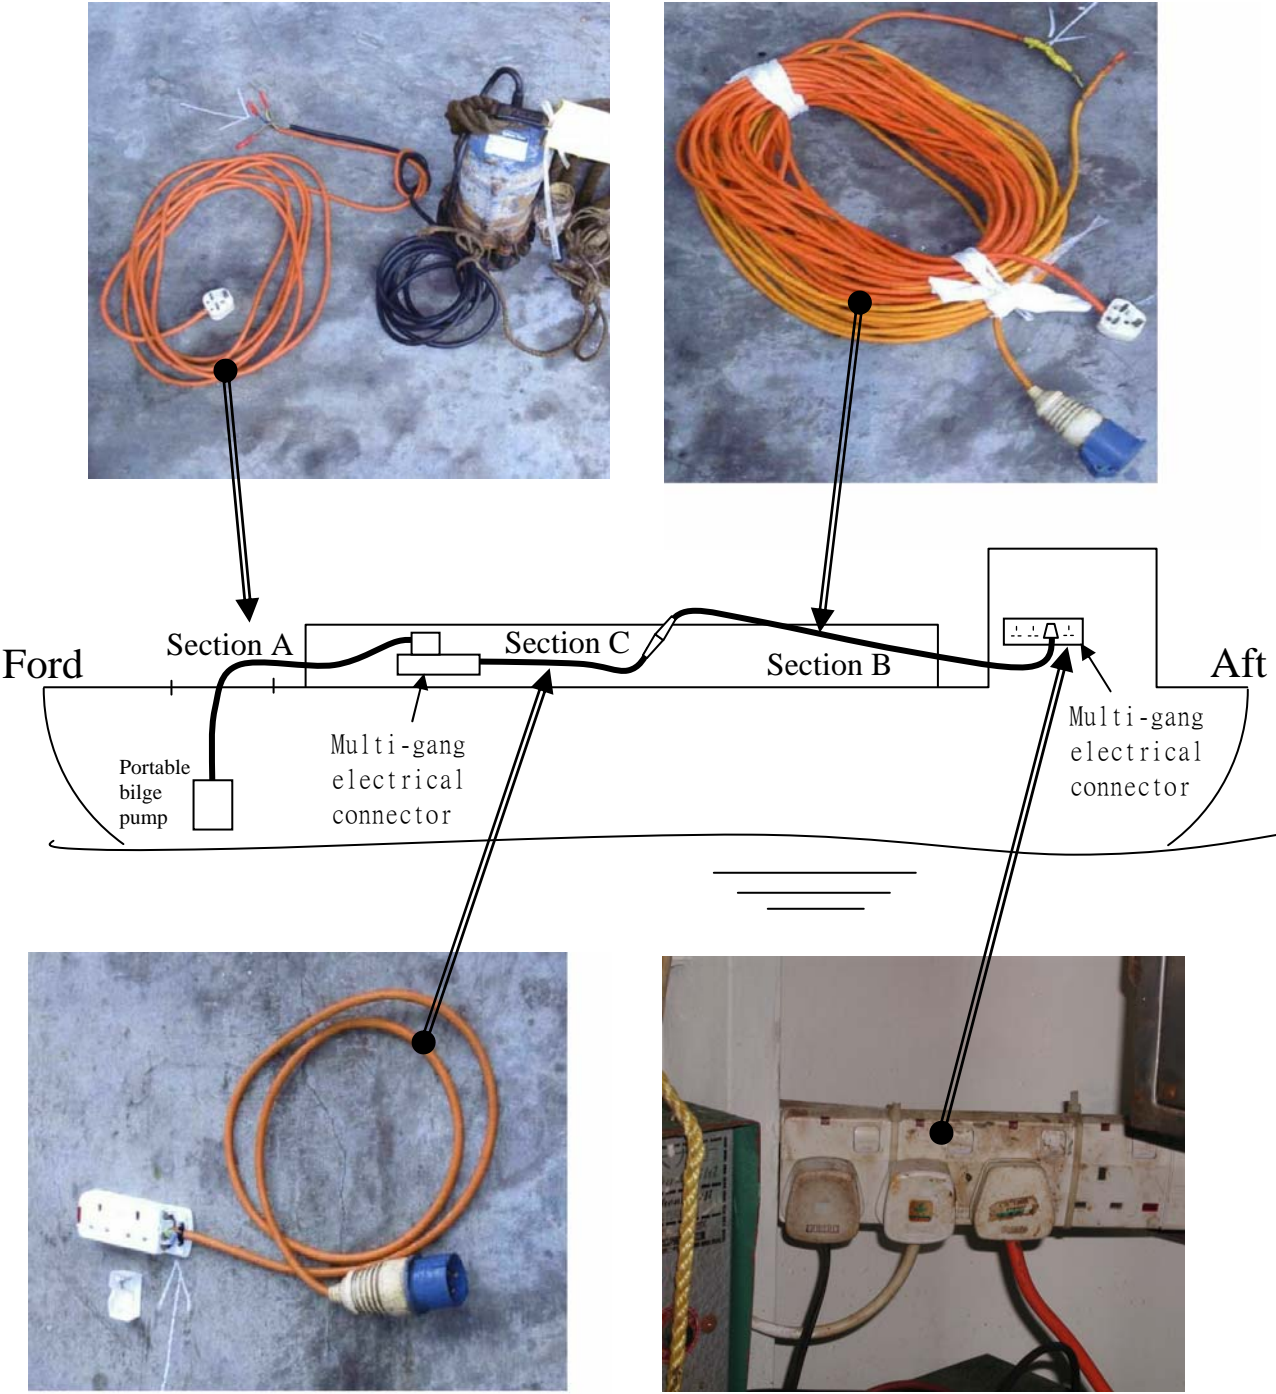 Section A
Section C
Section B
Ford
Aft
Multi-gang
electrical
connector
Multi-gang
electrical
connector
Portable
bilge
pump